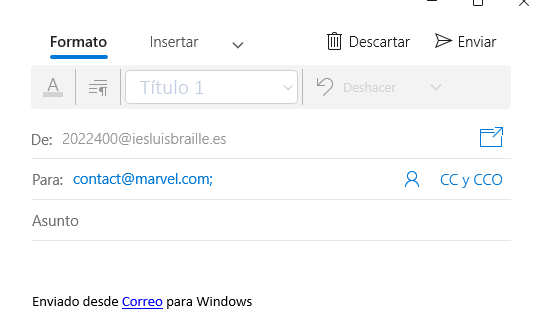 Formato Insertar Descartar Enviar
A Título 1 Deshacer
De: 2022400@iesluisbraille.es
Para: contact@marvel.com; CC y CCO
Asunto
Enviado desde Correo para Windows